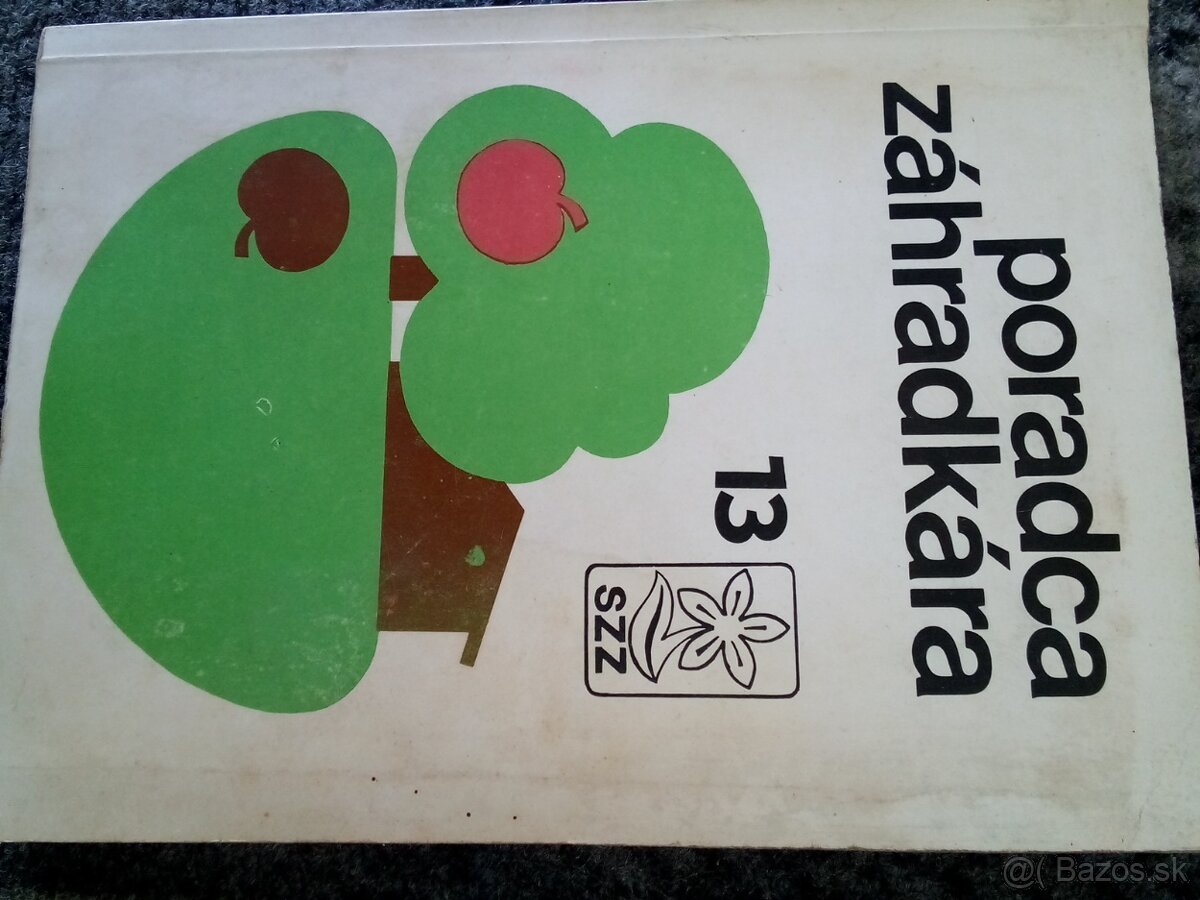 poradca
záhradkára
13
szz
@( Bazos.sk